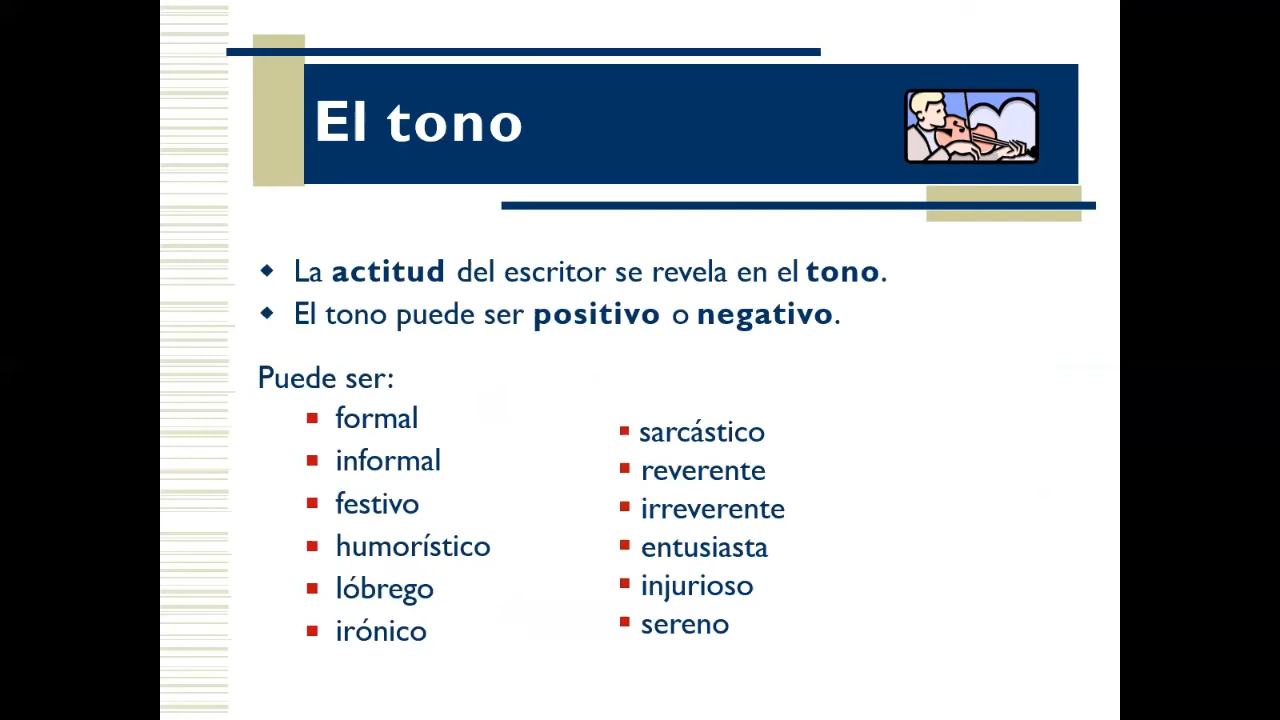 El tono
La actitud del escritor se revela en el tono.
El tono puede ser positivo o negativo.
Puede ser:
formal
informal
festivo
humorístico
lóbrego
irónico
sarcástico
reverente
irreverente
entusiasta
injurioso
sereno